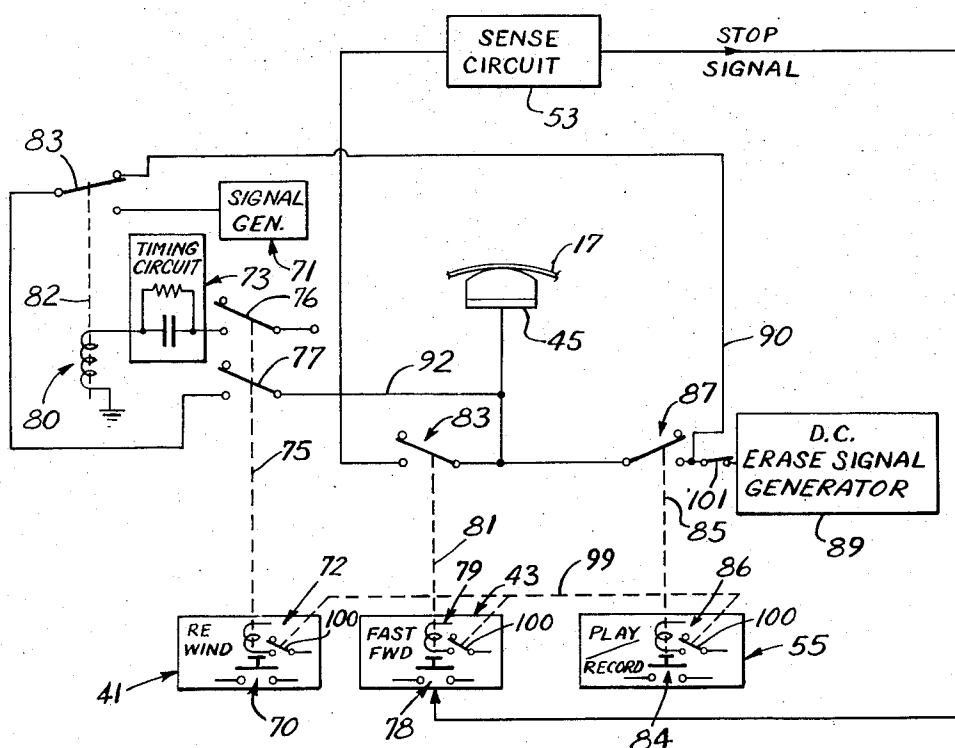 SENSE
CIRCUIT
STOP
SIGNAL
53
83
SIGNAL
GEN.
71
TIMING
CIRCUIT
73
76
82
17
45
90
80
77
92
83
87
D.C.
ERASE SIGNAL
GENERATOR
101
75
81
85
89
72
79
43
99
86
RE
WIND
100
FAST
FWD
100
PLAY
RECORD
100
55
41
70
78
84